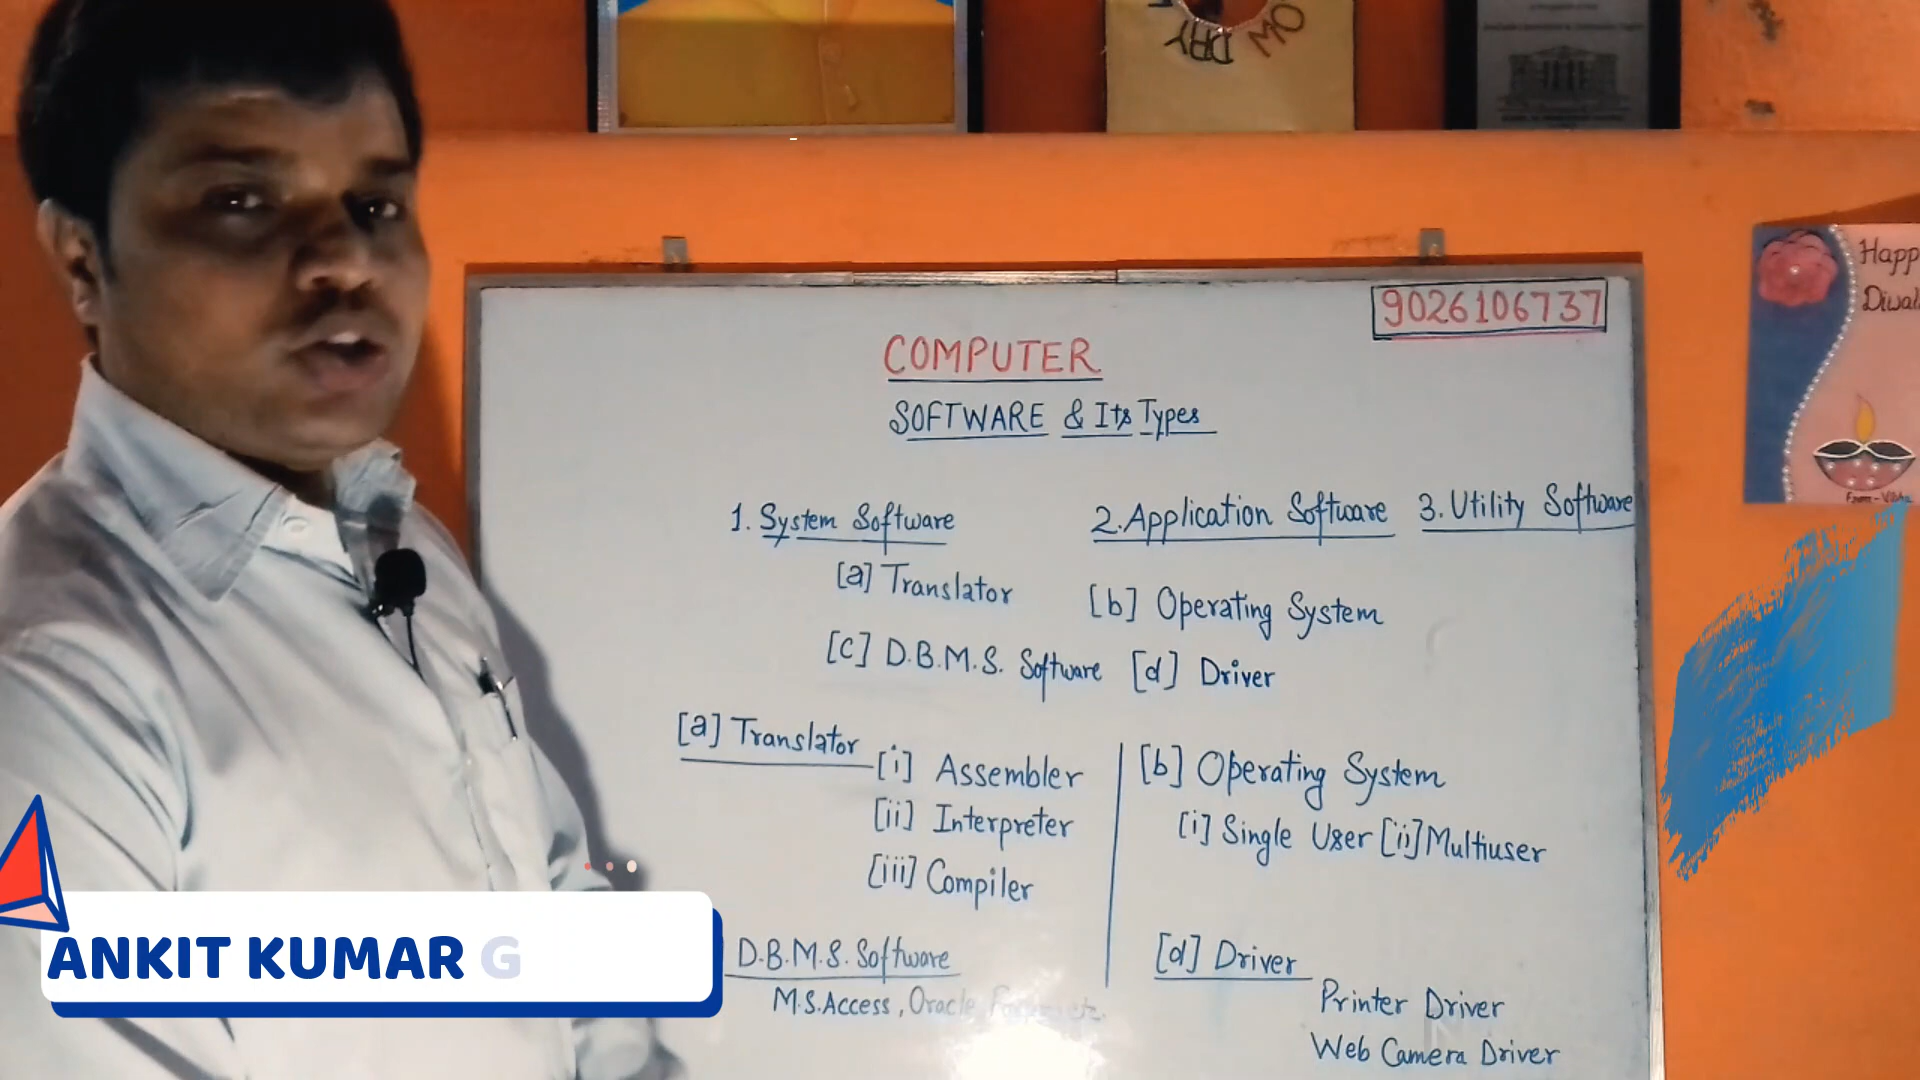 OW
DRY
Happ
Diwal
9026106737
COMPUTER
SOFTWARE & Its Types
1. System Software 2. Application Software 3. Utility Software
[a] Translator [b] Operating System
[c] D.B.M.S. Software [d] Driver
[a] Translator
[i] Assembler
[ii] Interpreter
[iii] Compiler
[b] Operating System
[i] Single User [ii] Multiuser
D.B.M.S. Software
M.S. Access, Oracle
[d] Driver
Printer Driver
Web Camera Driver
ANKIT KUMAR G